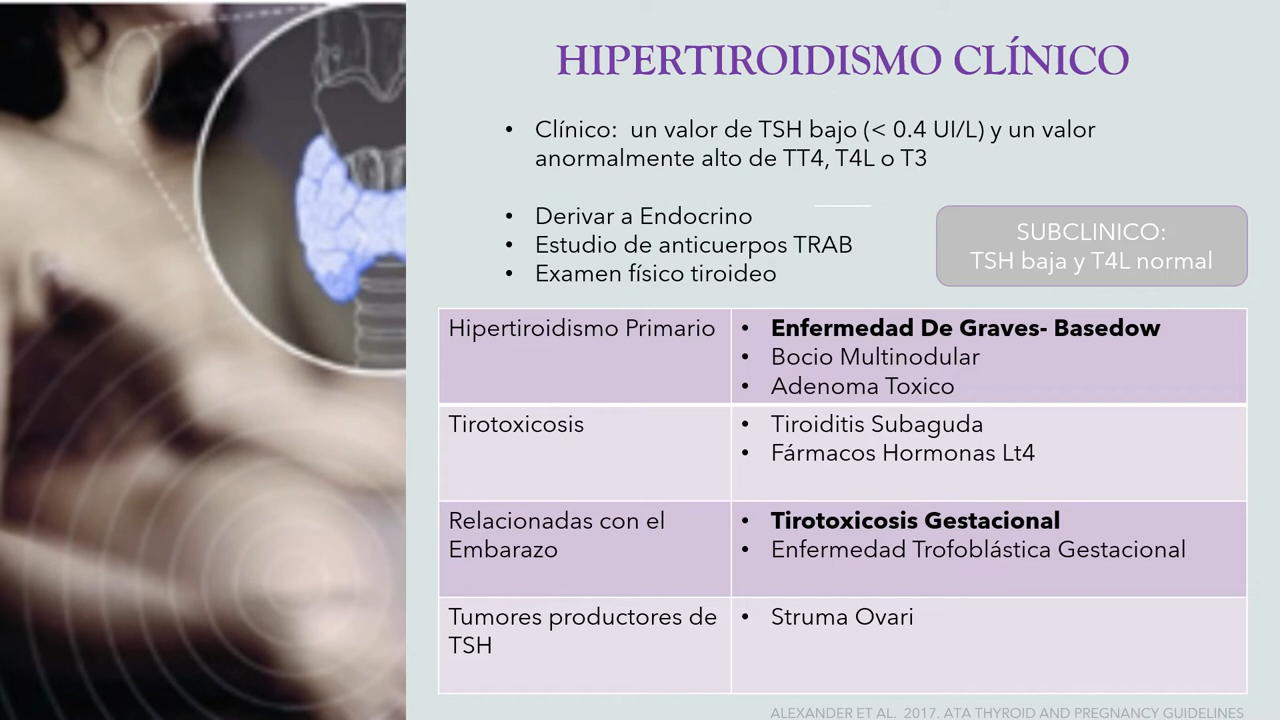 HIPERTIROIDISMO CLÍNICO
• Clínico: un valor de TSH bajo (< 0.4 UI/L) y un valor
anormalmente alto de TT4, T4L o T3
• Derivar a Endocrino
• Estudio de anticuerpos TRAB
• Examen físico tiroideo
SUBCLINICO:
TSH baja y T4L normal
Hipertiroidismo Primario
• Enfermedad De Graves- Basedow
• Bocio Multinodular
• Adenoma Toxico
Tirotoxicosis
• Tiroiditis Subaguda
• Fármacos Hormonas Lt4
Relacionadas con el
Embarazo
• Tirotoxicosis Gestacional
• Enfermedad Trofoblástica Gestacional
Tumores productores de
TSH
• Struma Ovari
ALEXANDER ET AL. 2017. ATA THYROID AND PREGNANCY GUIDELINES